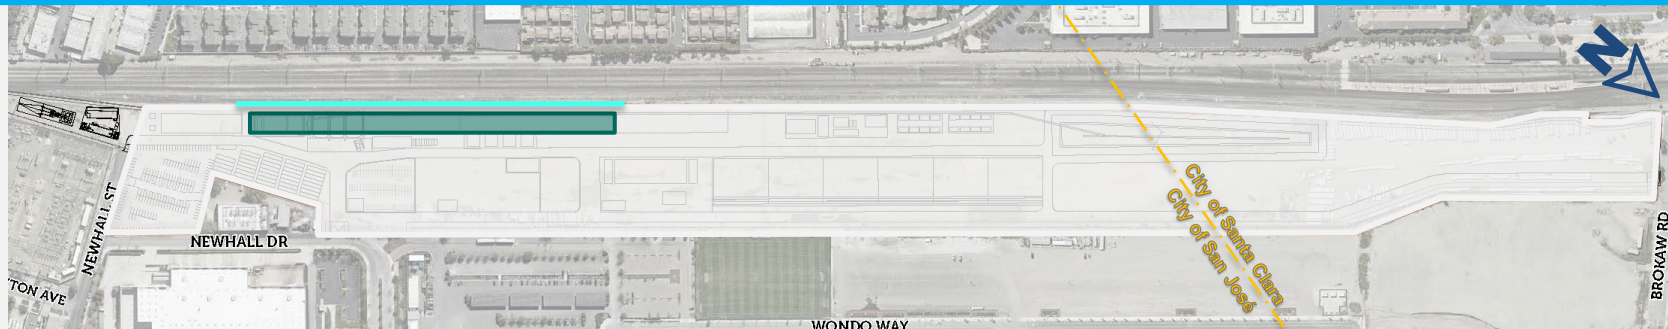 N
City of Santa Clara
City of San José
NEWHALL ST
NEWHALL DR
TON AVE
BROKAW RD
WONDO WAY